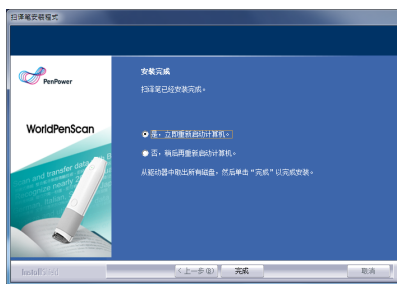 扫译笔安装程式
PenPower
WorldPenScan
安装完成
扫译笔已经安装完成。
是，立即重新启动计算机。
否，稍后再重新启动计算机。
从驱动器中取出所有磁盘，然后单击“完成”以完成安装。
and transfer data
InstallShield
<上一步(B)
完成
取消